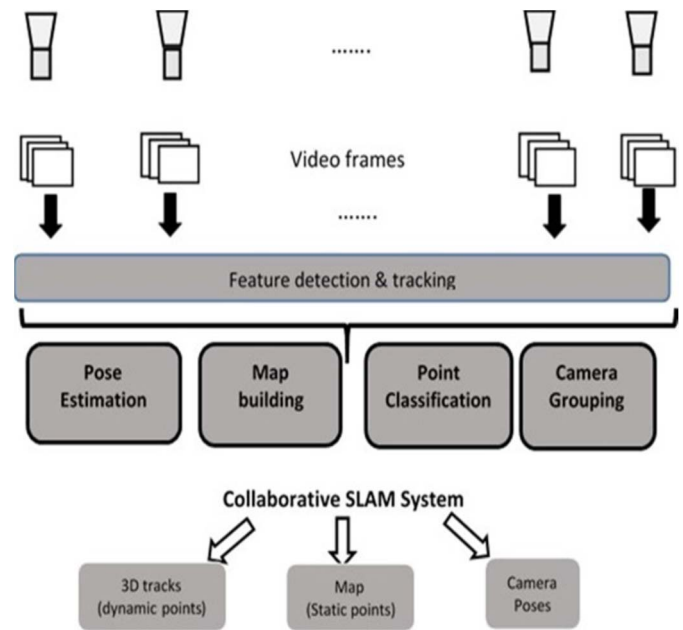 .......
Video frames
.......
Feature detection & tracking
Pose
Estimation
Map
building
Point
Classification
Camera
Grouping
Collaborative SLAM System
3D tracks
(dynamic points)
Map
(Static points)
Camera
Poses